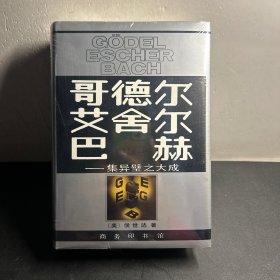 GÖDEL
ESCHER
BACH
哥德尔
艾舍尔
巴赫
——集异璧之大成
〔美〕侯世达 著
商务印书馆